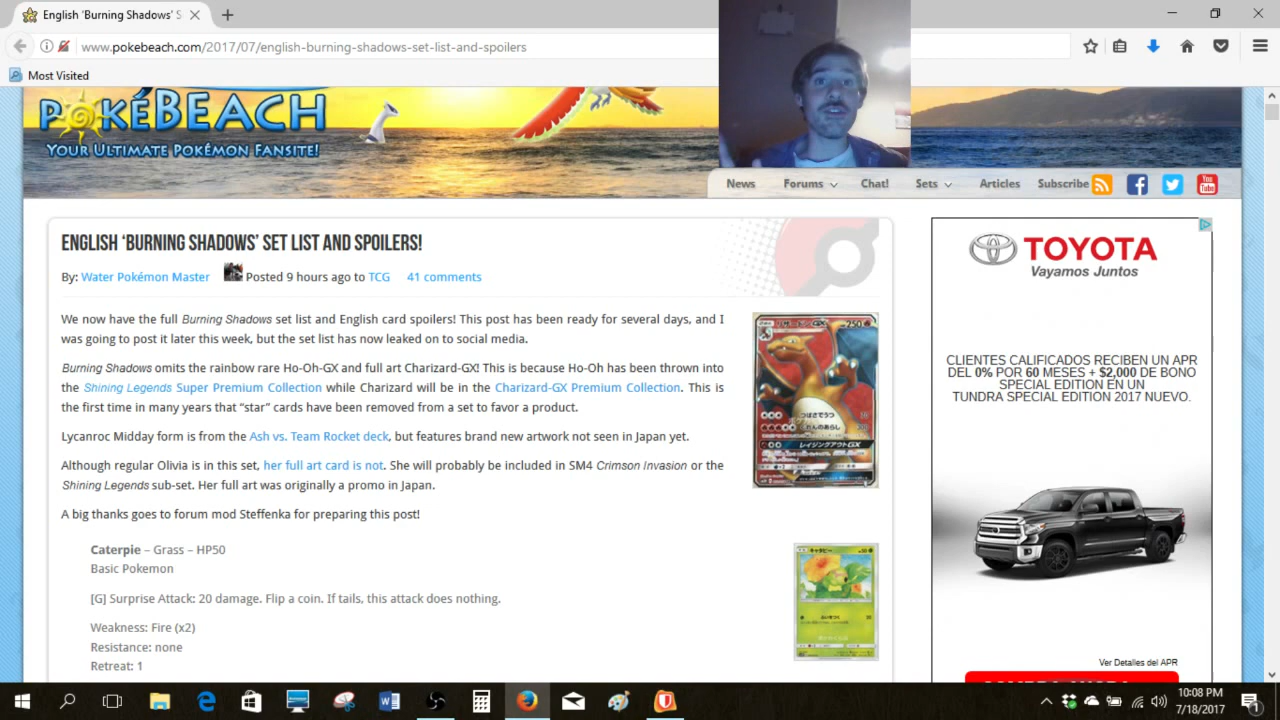 English 'Burning Shadows' S
www.pokebeach.com/2017/07/english-burning-shadows-set-list-and-spoilers
Most Visited
POKÉBEACH
YOUR ULTIMATE POKÉMON FANSITE!
News Forums Chat! Sets Articles Subscribe
You Tube
ENGLISH 'BURNING SHADOWS' SET LIST AND SPOILERS!
By: Water Pokémon Master Posted 9 hours ago to TCG 41 comments
We now have the full Burning Shadows set list and English card spoilers! This post has been ready for several days, and I
was going to post it later this week, but the set list has now leaked on to social media.
Burning Shadows omits the rainbow rare Ho-Oh-GX and full art Charizard-GX! This is because Ho-Oh has been thrown into
the Shining Legends Super Premium Collection while Charizard will be in the Charizard-GX Premium Collection. This is
the first time in many years that “star” cards have been removed from a set to favor a product.
Lycanroc Midday form is from the Ash vs. Team Rocket deck, but features brand new artwork not seen in Japan yet.
Although regular Olivia is in this set, her full art card is not. She will probably be included in SM4 Crimson Invasion or the
Shining Legends sub-set. Her full art was originally a promo in Japan.
A big thanks goes to forum mod Steffenka for preparing this post!
Caterpie – Grass – HP50
Basic Pokemon
[G] Surprise Attack: 20 damage. Flip a coin. If tails, this attack does nothing.
Weakness: Fire (x2)
Resistance: none
Retreat: 1
TOYOTA
Vayamos Juntos
CLIENTES CALIFICADOS RECIBEN UN APR
DEL 0% POR 60 MESES + $2,000 DE BONO
SPECIAL EDITION EN UN
TUNDRA SPECIAL EDITION 2017 NUEVO.
Ver Detalles del APR
10:08 PM
7/18/2017